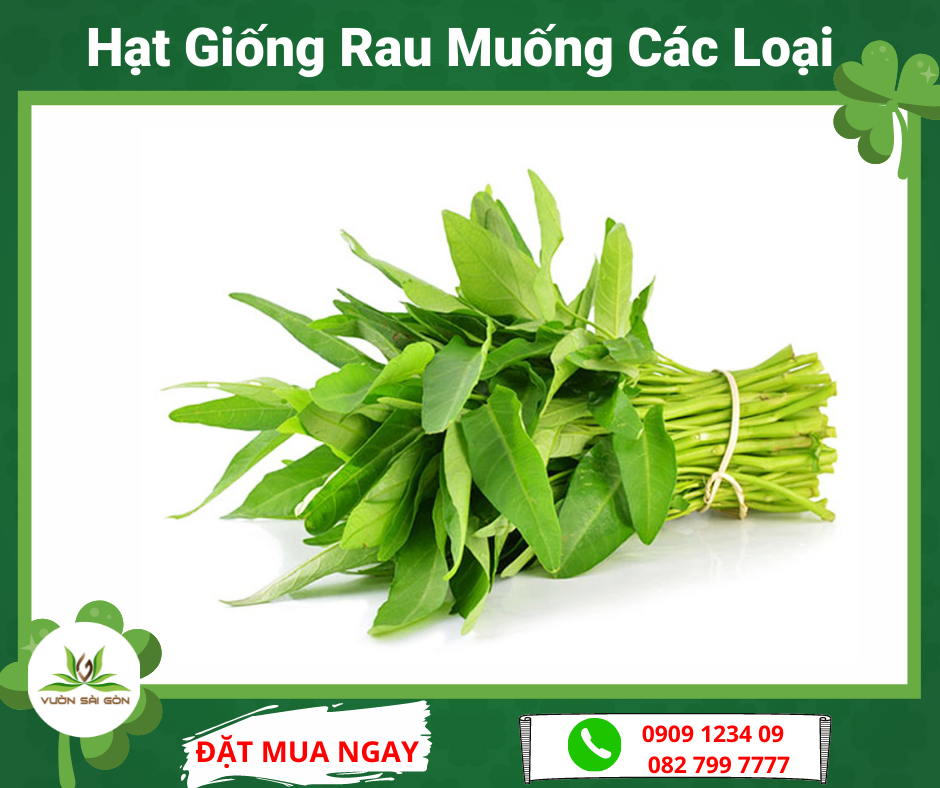 Hạt Giống Rau Muống Các Loại
VƯỜN SÀI GÒN
ĐẶT MUA NGAY
0909 1234 09
082 799 7777